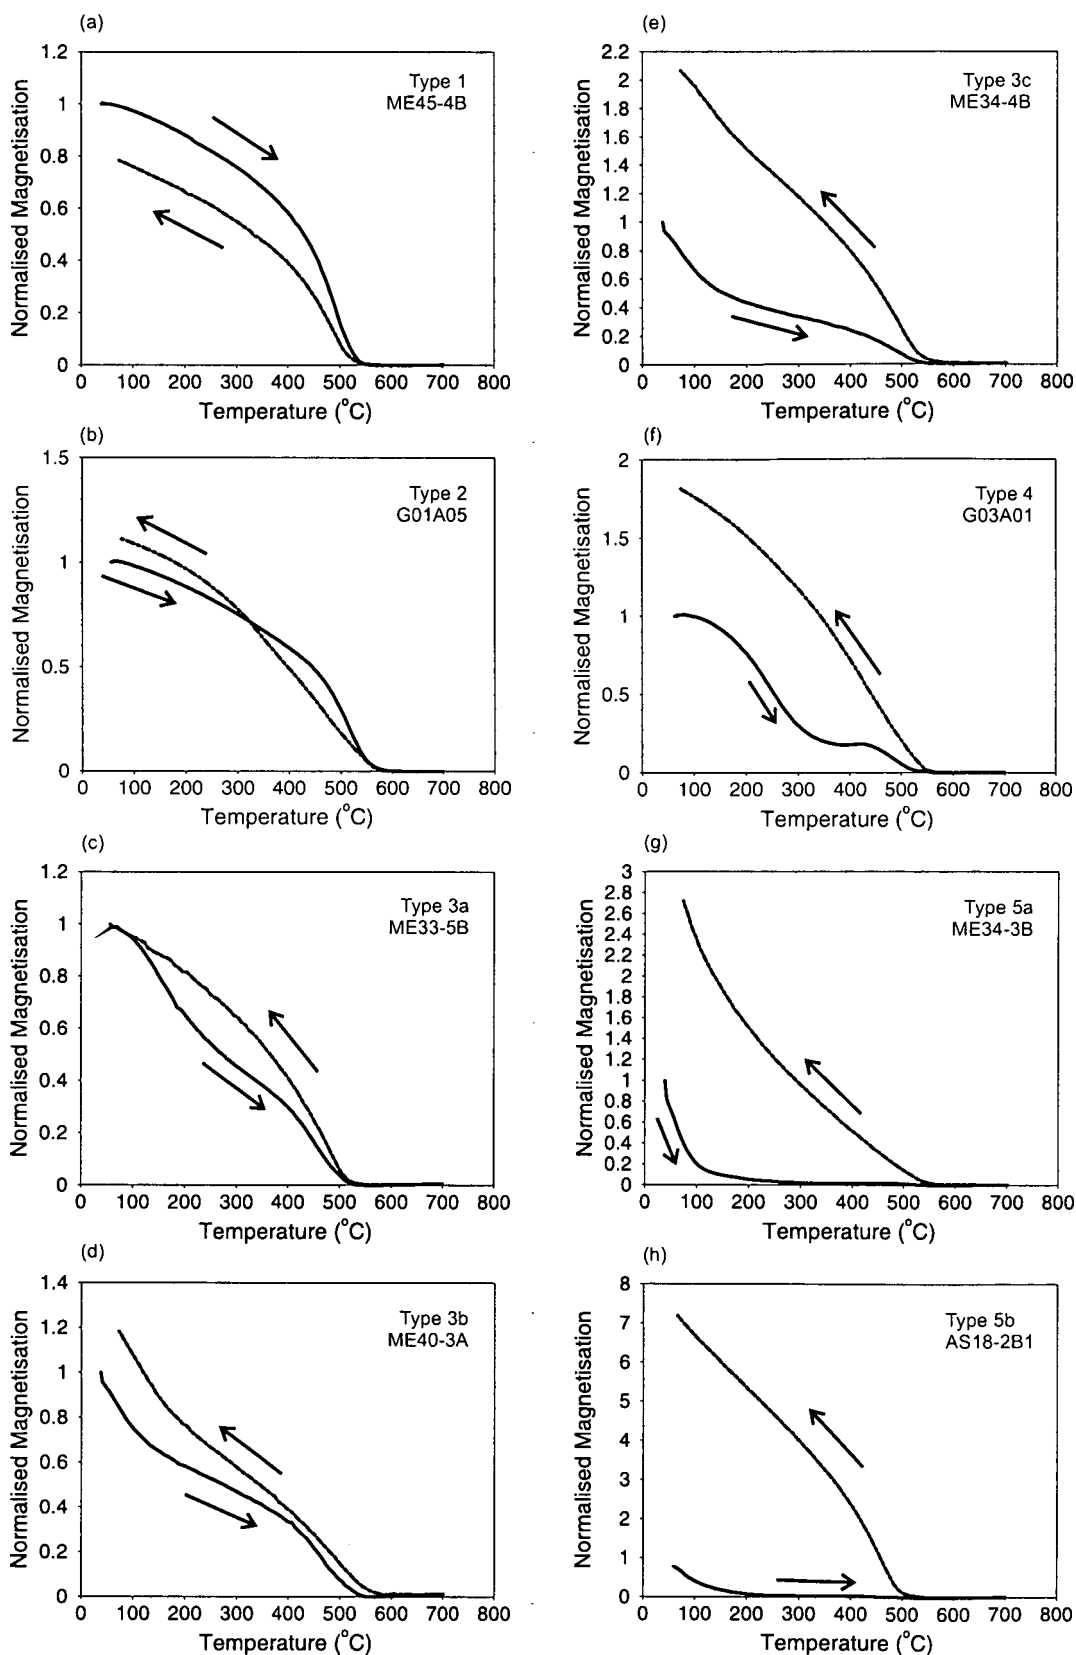 (a)
1.2
1
0.8
0.6
0.4
0.2
0
Normalised Magnetisation
Type 1
ME45-4B
0 100 200 300 400 500 600 700 800
Temperature (°C)
(b)
1.5
1
0.5
0
Normalised Magnetisation
Type 2
G01A05
0 100 200 300 400 500 600 700 800
Temperature (°C)
(c)
1.2
1
0.8
0.6
0.4
0.2
0
Normalised Magnetisation
Type 3a
ME33-5B
0 100 200 300 400 500 600 700 800
Temperature (°C)
(d)
1.4
1.2
1
0.8
0.6
0.4
0.2
0
Normalised Magnetisation
Type 3b
ME40-3A
0 100 200 300 400 500 600 700 800
Temperature (°C)
(e)
2.2
2
1.8
1.6
1.4
1.2
1
0.8
0.6
0.4
0.2
0
Normalised Magnetisation
Type 3c
ME34-4B
0 100 200 300 400 500 600 700 800
Temperature (°C)
(f)
2
1.5
1
0.5
0
Normalised Magnetisation
Type 4
G03A01
0 100 200 300 400 500 600 700 800
Temperature (°C)
(g)
3
2.8
2.6
2.4
2.2
2
1.8
1.6
1.4
1.2
1
0.8
0.6
0.4
0.2
0
Normalised Magnetisation
Type 5a
ME34-3B
0 100 200 300 400 500 600 700 800
Temperature (°C)
(h)
8
7
6
5
4
3
2
1
0
Normalised Magnetisation
Type 5b
AS18-2B1
0 100 200 300 400 500 600 700 800
Temperature (°C)